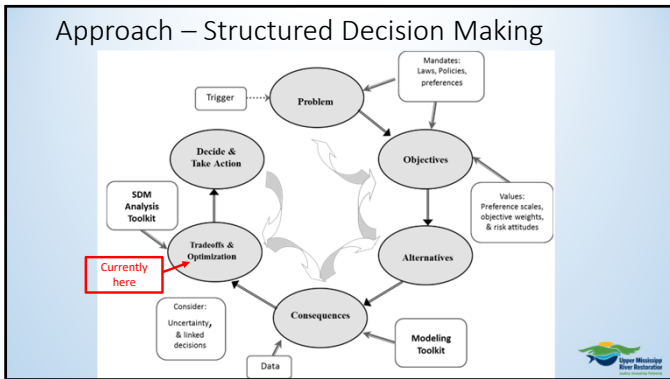 Approach – Structured Decision Making
Mandates:
Laws, Policies,
preferences
Trigger
Problem
Decide &
Take Action
Objectives
SDM
Analysis
Toolkit
Values:
Preference scales,
objective weights,
& risk attitudes
Tradeoffs &
Optimization
Alternatives
Currently
here
Consequences
Consider:
Uncertainty,
& linked
decisions
Modeling
Toolkit
Data
Upper Mississippi
River Restoration